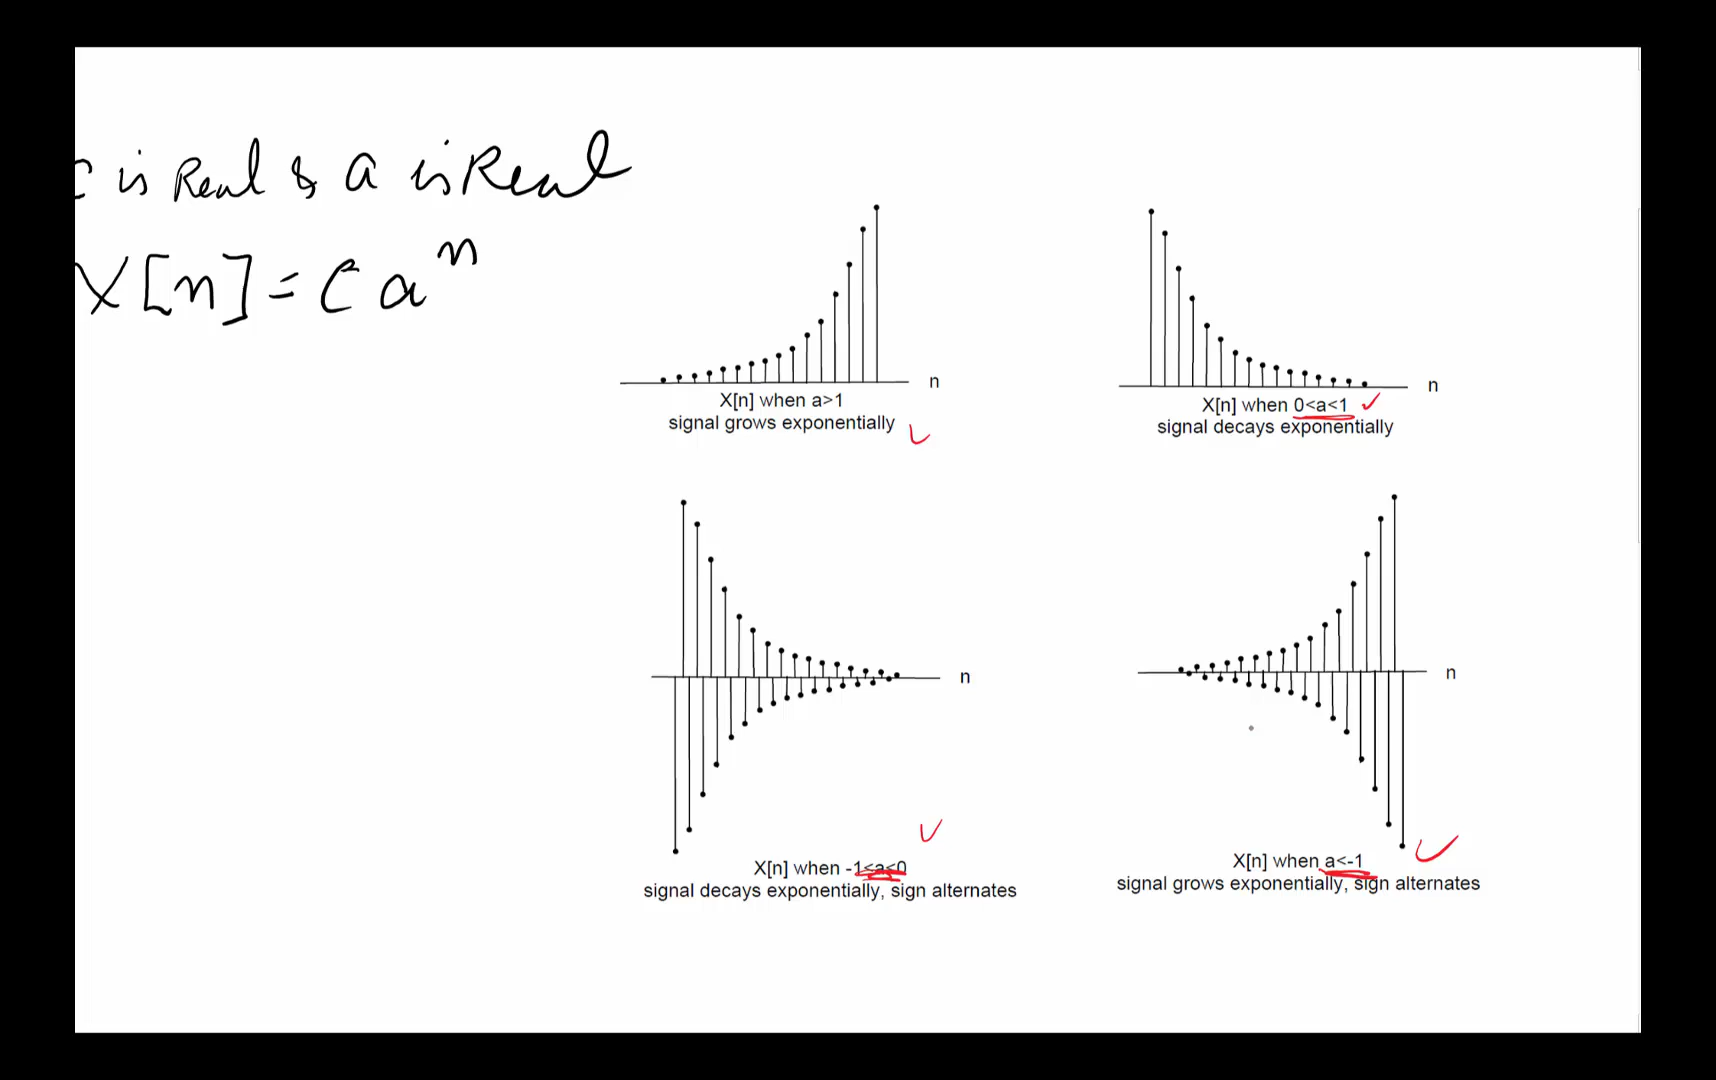 C is Real & a is Real
X[n] = C a^n
n
X[n] when a>1
signal grows exponentially
n
X[n] when 0<a<1
signal decays exponentially
n
X[n] when -1<a<0
signal decays exponentially, sign alternates
n
X[n] when a<-1
signal grows exponentially, sign alternates